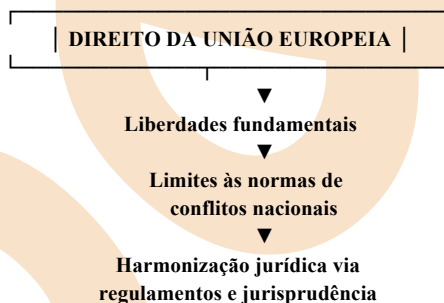 | DIREITO DA UNIÃO EUROPEIA |
▼
Liberdades fundamentais
▼
Limites às normas de
conflitos nacionais
▼
Harmonização jurídica via
regulamentos e jurisprudência